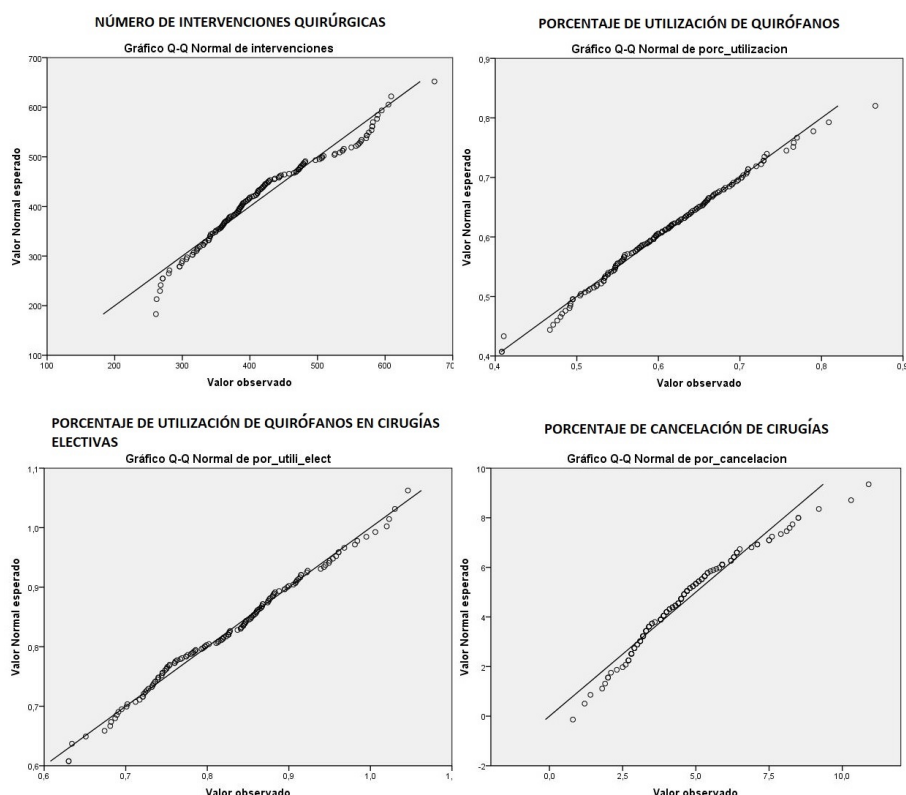 NÚMERO DE INTERVENCIONES QUIRÚRGICAS
Gráfico Q-Q Normal de intervenciones
700
600
500
400
300
200
100
Valor Normal esperado
100 200 300 400 500 600 70
Valor observado
PORCENTAJE DE UTILIZACIÓN DE QUIRÓFANOS
Gráfico Q-Q Normal de porc_utilizacion
0,9
0,8
0,7
0,6
0,5
0,4
Valor Normal esperado
0,4 0,5 0,6 0,7 0,8 0,9
Valor observado
PORCENTAJE DE UTILIZACIÓN DE QUIRÓFANOS EN CIRUGÍAS
ELECTIVAS
Gráfico Q-Q Normal de por_utili_elect
1,1
1,0
0,9
0,8
0,7
0,6
Valor Normal esperado
0,6 0,7 0,8 0,9 1,0 1,
Valor observado
PORCENTAJE DE CANCELACIÓN DE CIRUGÍAS
Gráfico Q-Q Normal de por_cancelacion
10
8
6
4
2
0
-2
Valor Normal esperado
0,0 2,5 5,0 7,5 10,0
Valor observado